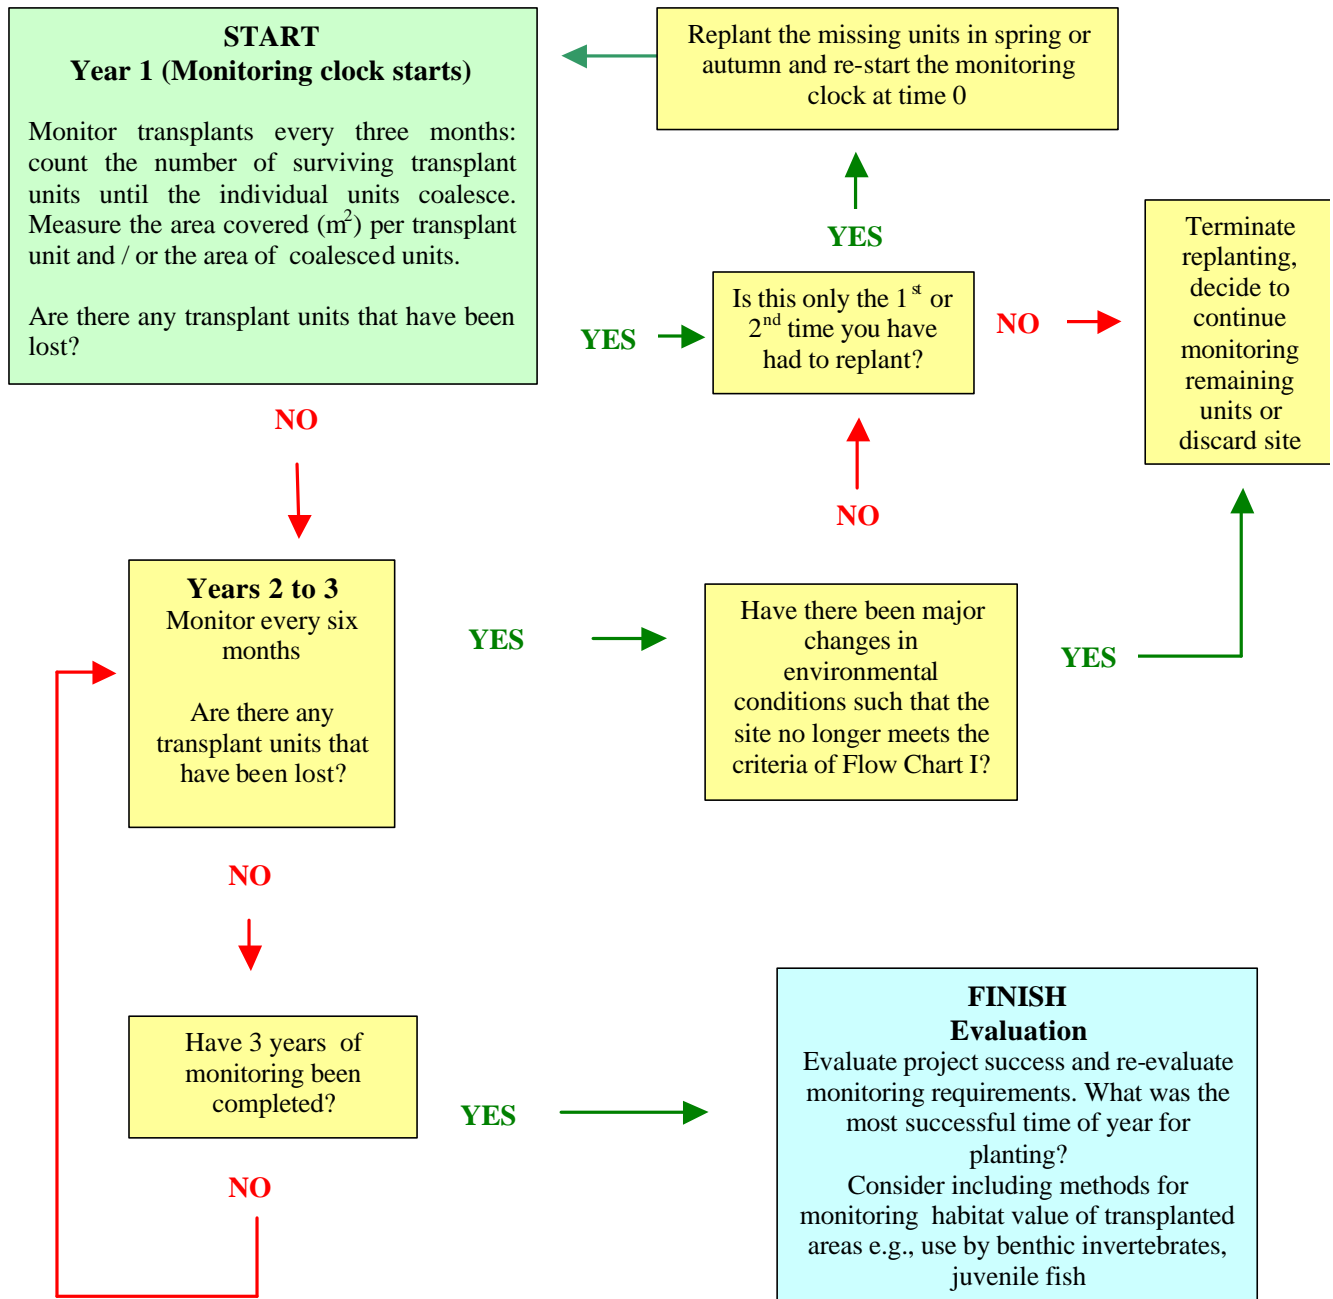 START
Year 1 (Monitoring clock starts)
Monitor transplants every three months:
count the number of surviving transplant
units until the individual units coalesce.
Measure the area covered (m²) per transplant
unit and / or the area of coalesced units.
Are there any transplant units that have been
lost?
Replant the missing units in spring or
autumn and re-start the monitoring
clock at time 0
YES
YES
Is this only the 1st or
2nd time you have
had to replant?
NO
Terminate
replanting,
decide to
continue
monitoring
remaining
units or
discard site
NO
NO
Years 2 to 3
Monitor every six
months
Are there any
transplant units that
have been lost?
YES
Have there been major
changes in
environmental
conditions such that the
site no longer meets the
criteria of Flow Chart I?
YES
NO
Have 3 years of
monitoring been
completed?
YES
NO
FINISH
Evaluation
Evaluate project success and re-evaluate
monitoring requirements. What was the
most successful time of year for
planting?
Consider including methods for
monitoring habitat value of transplanted
areas e.g., use by benthic invertebrates,
juvenile fish